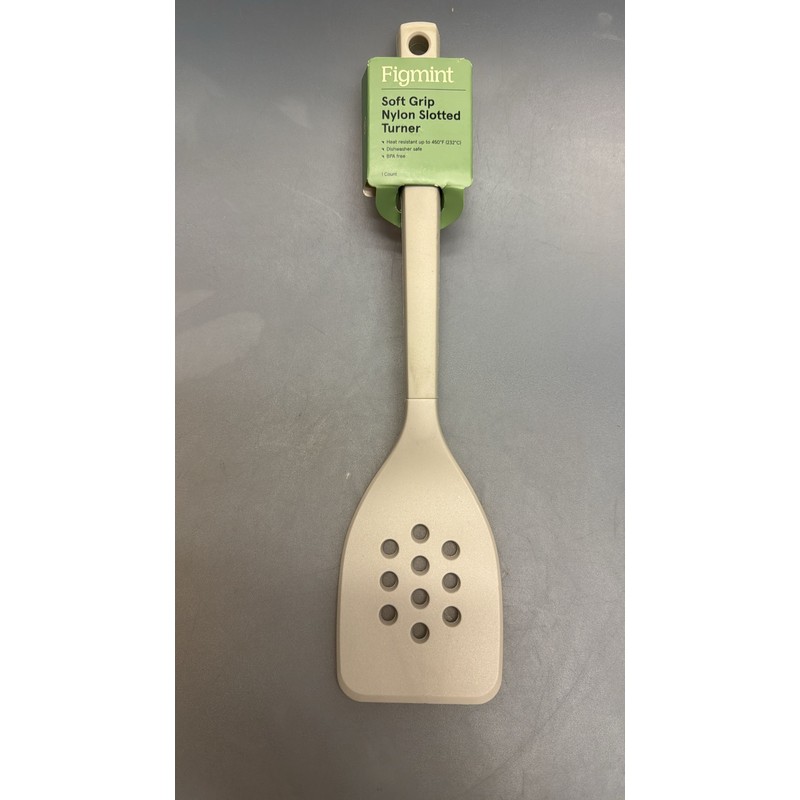 Figmint
Soft Grip
Nylon Slotted
Turner
• Heat resistant up to 450°F (232°C)
• Dishwasher safe
• BPA free
1 Count